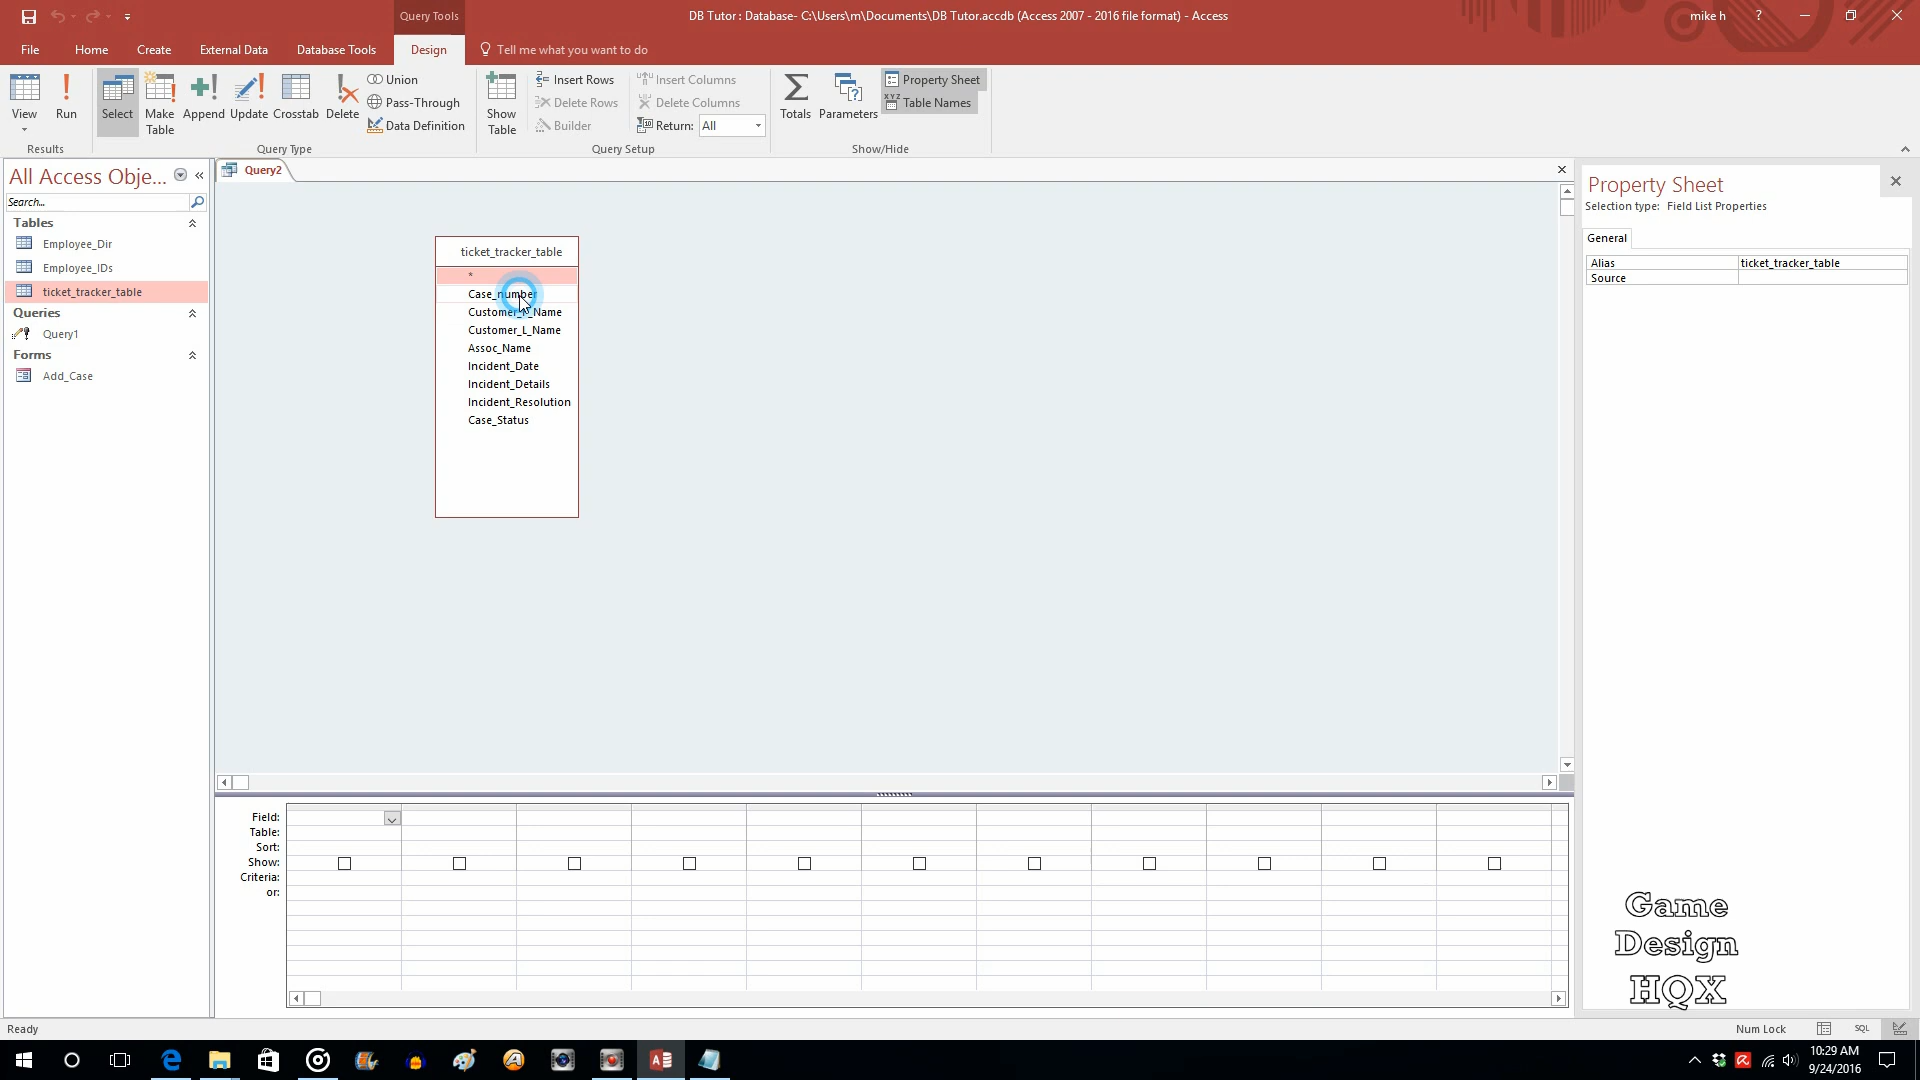 Query Tools
DB Tutor : Database- C:\Users\m\Documents\DB Tutor.accdb (Access 2007 - 2016 file format) - Access
mike h
?
File
Home
Create
External Data
Database Tools
Design
Tell me what you want to do
View
Run
Select
Make Table
Append
Update
Crosstab
Delete
Union
Pass-Through
Data Definition
Show Table
Insert Rows
Delete Rows
Builder
Insert Columns
Delete Columns
Return: All
Totals
Parameters
Property Sheet
XYZ Table Names
Results
Query Type
Query Setup
Show/Hide
All Access Obje...
Search...
Tables
Employee_Dir
Employee_IDs
ticket_tracker_table
Queries
Query1
Forms
Add_Case
Query2
ticket_tracker_table
*
Case_number
Customer_F_Name
Customer_L_Name
Assoc_Name
Incident_Date
Incident_Details
Incident_Resolution
Case_Status
Field:
Table:
Sort:
Show:
Criteria:
or:
Property Sheet
Selection type: Field List Properties
General
Alias ticket_tracker_table
Source
Game
Design
HQX
Ready
Num Lock
SQL
10:29 AM
9/24/2016